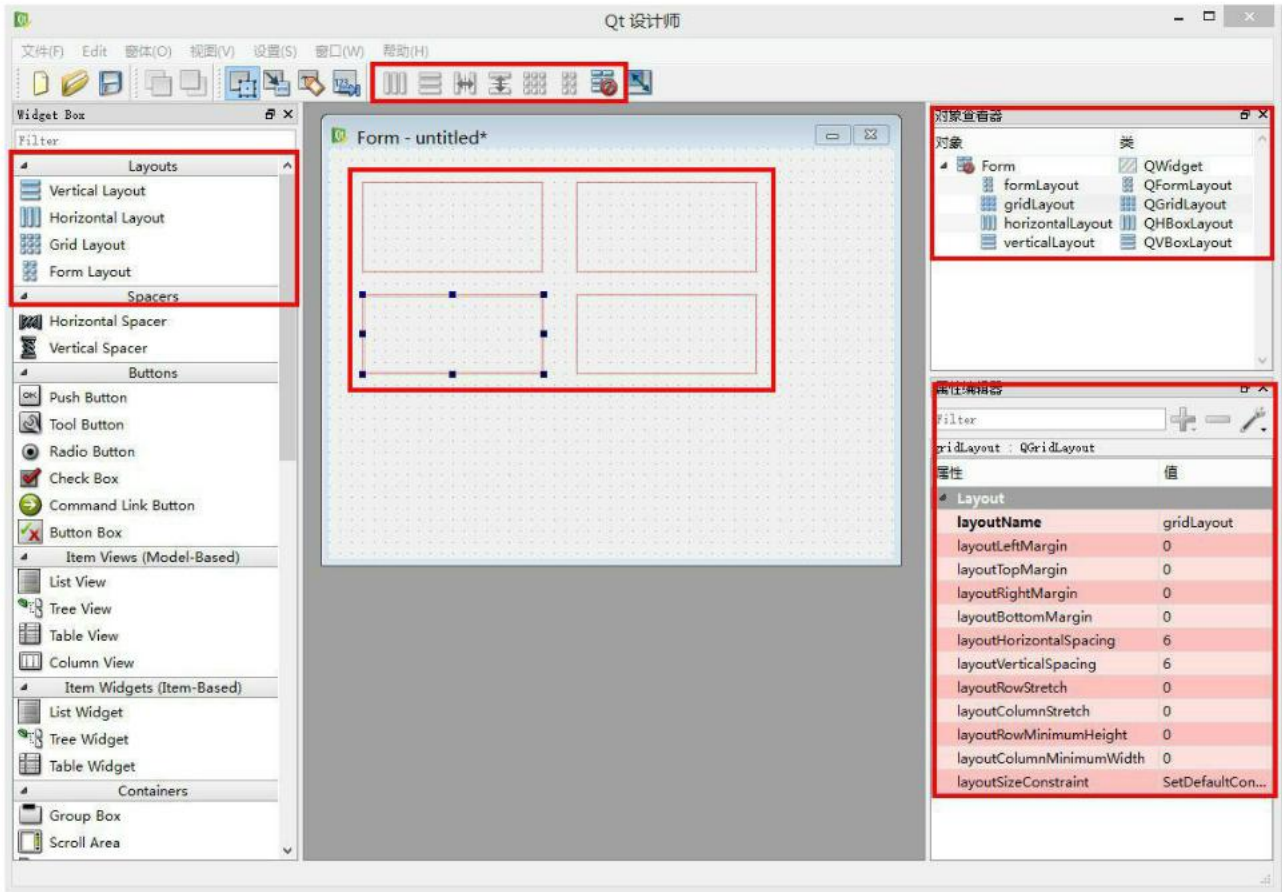 Qt 设计师
文件(F) Edit 窗体(O) 视图(V) 设置(S) 窗口(W) 帮助(H)
Widget Box
Filter
Layouts
Vertical Layout
Horizontal Layout
Grid Layout
Form Layout
Spacers
Horizontal Spacer
Vertical Spacer
Buttons
OK Push Button
Tool Button
Radio Button
Check Box
Command Link Button
Button Box
Item Views (Model-Based)
List View
Tree View
Table View
Column View
Item Widgets (Item-Based)
List Widget
Tree Widget
Table Widget
Containers
Group Box
Scroll Area
Form - untitled*
对象查看器
对象 类
Form QWidget
formLayout QFormLayout
gridLayout QGridLayout
horizontalLayout QHBoxLayout
verticalLayout QVBoxLayout
属性编辑器
Filter
gridLayout : QGridLayout
属性 值
Layout
layoutName gridLayout
layoutLeftMargin 0
layoutTopMargin 0
layoutRightMargin 0
layoutBottomMargin 0
layoutHorizontalSpacing 6
layoutVerticalSpacing 6
layoutRowStretch 0
layoutColumnStretch 0
layoutRowMinimumHeight 0
layoutColumnMinimumWidth 0
layoutSizeConstraint SetDefaultCon...